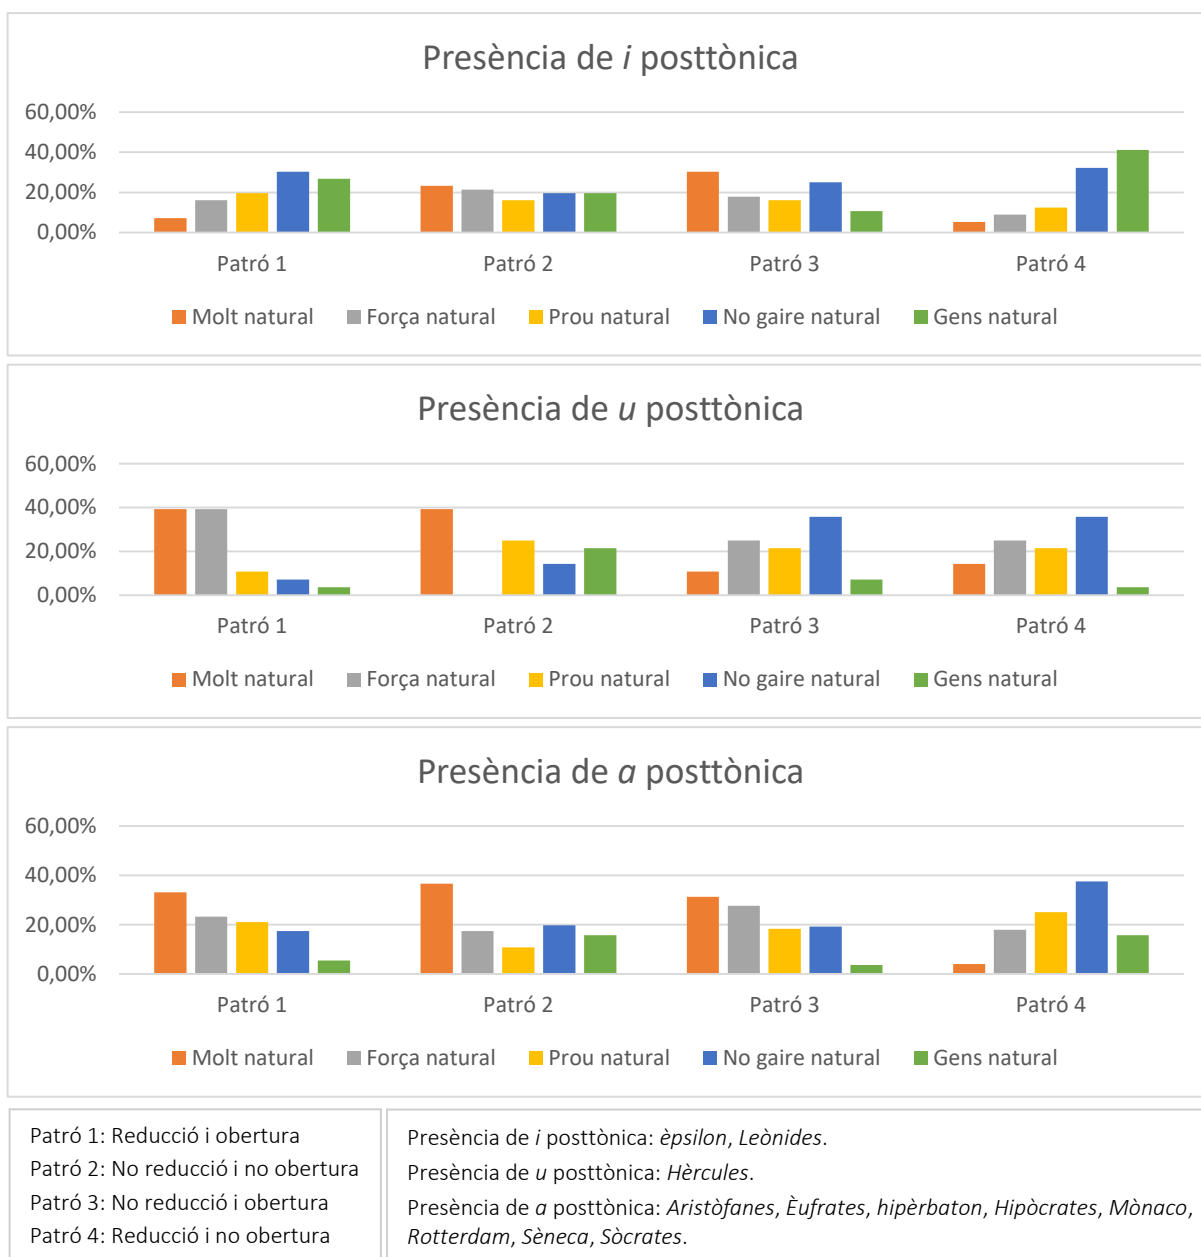 Presència de i posttònica
60,00%
40,00%
20,00%
0,00%
Patró 1 Patró 2 Patró 3 Patró 4
Molt natural Força natural Prou natural No gaire natural Gens natural
Presència de u posttònica
60,00%
40,00%
20,00%
0,00%
Patró 1 Patró 2 Patró 3 Patró 4
Molt natural Força natural Prou natural No gaire natural Gens natural
Presència de a posttònica
60,00%
40,00%
20,00%
0,00%
Patró 1 Patró 2 Patró 3 Patró 4
Molt natural Força natural Prou natural No gaire natural Gens natural
Patró 1: Reducció i obertura
Patró 2: No reducció i no obertura
Patró 3: No reducció i obertura
Patró 4: Reducció i no obertura
Presència de i posttònica: èpsilon, Leònides.
Presència de u posttònica: Hèrcules.
Presència de a posttònica: Aristòfanes, Èufrates, hipèrbaton, Hipòcrates, Mònaco,
Rotterdam, Sèneca, Sòcrates.